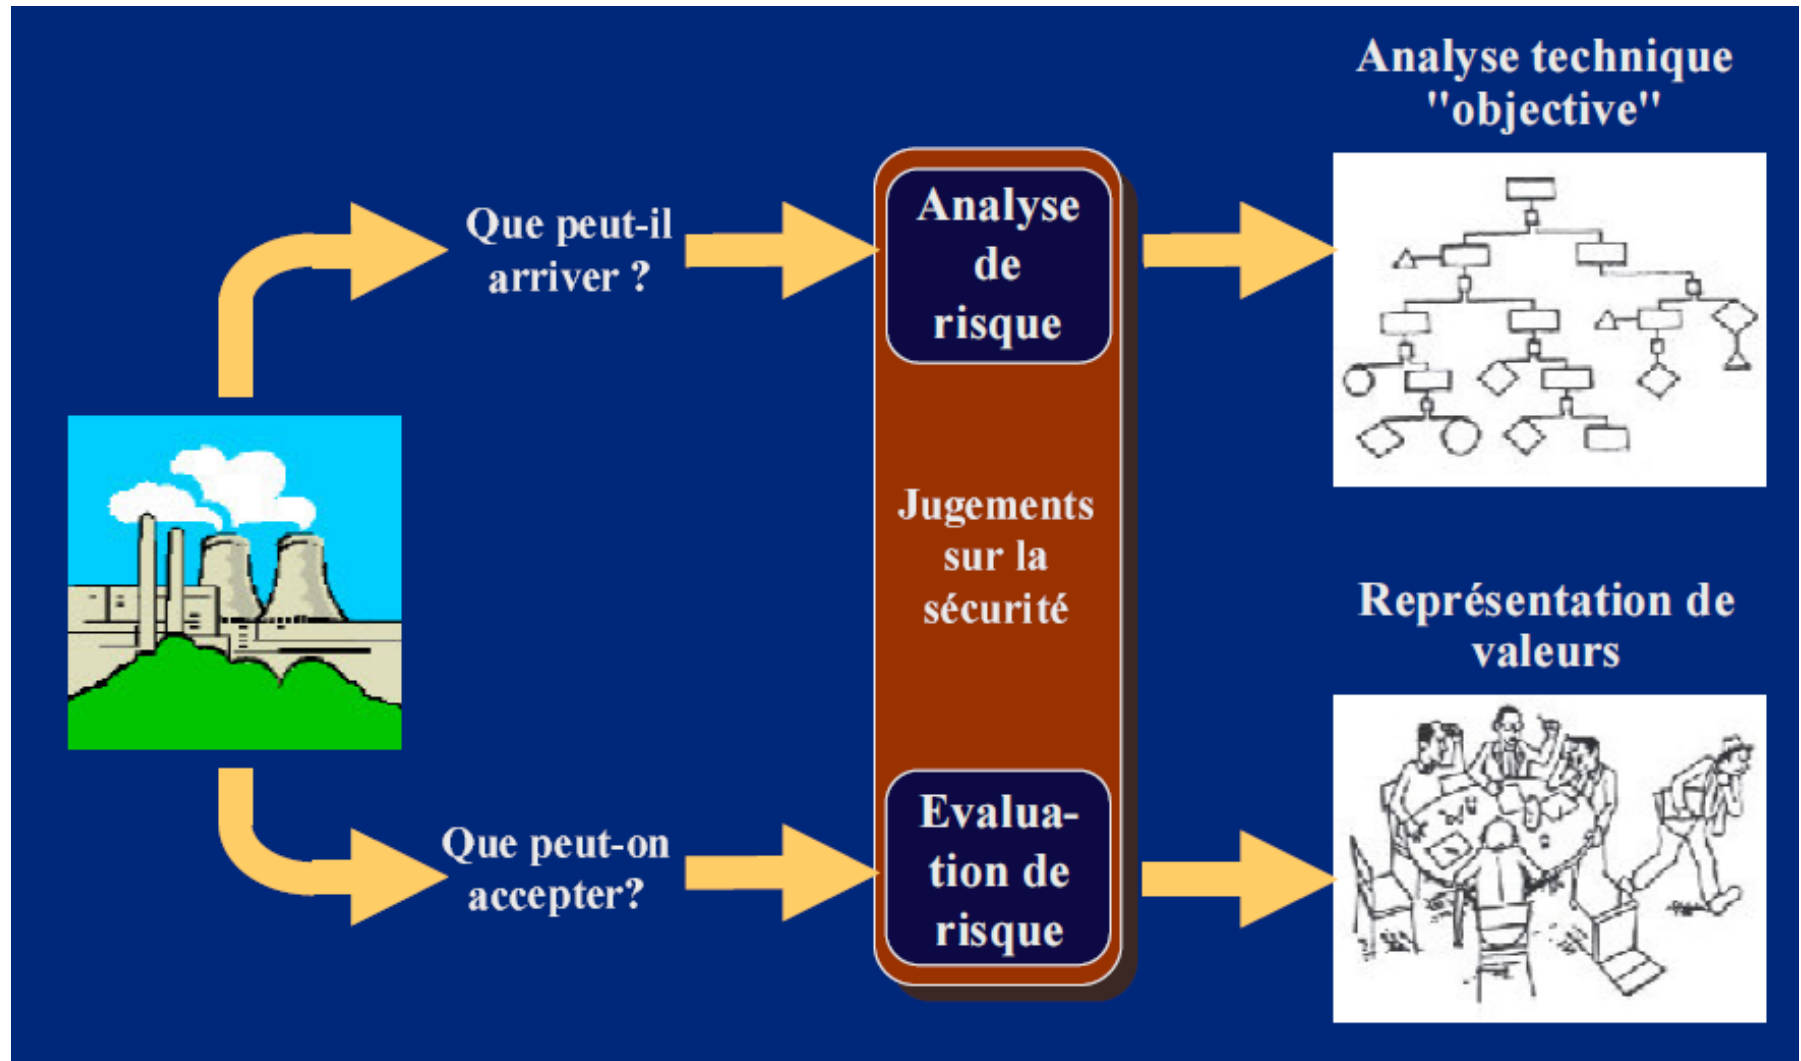 Analyse technique
"objective"
Que peut-il
arriver ?
Analyse
de
risque
Jugements
sur la
sécurité
Représentation de
valeurs
Que peut-on
accepter?
Evalua-
tion de
risque